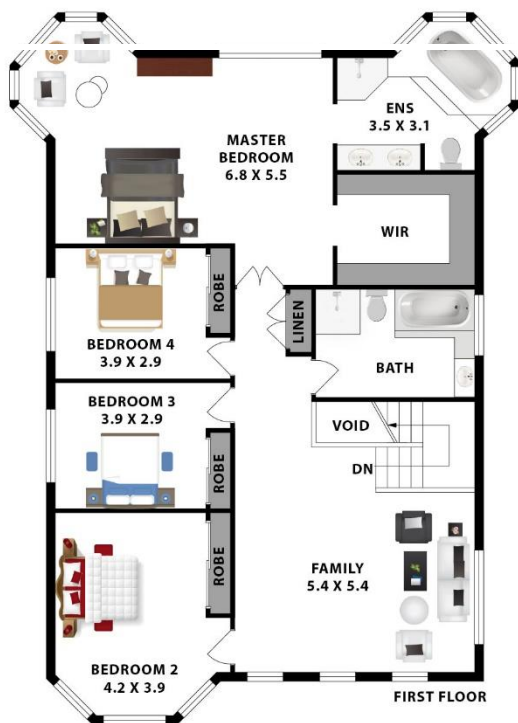 ENS
3.5 X 3.1
MASTER
BEDROOM
6.8 X 5.5
WIR
ROBE
LINEN
BEDROOM 4
3.9 X 2.9
BATH
BEDROOM 3
3.9 X 2.9
VOID
DN
ROBE
ROBE
FAMILY
5.4 X 5.4
BEDROOM 2
4.2 X 3.9
FIRST FLOOR